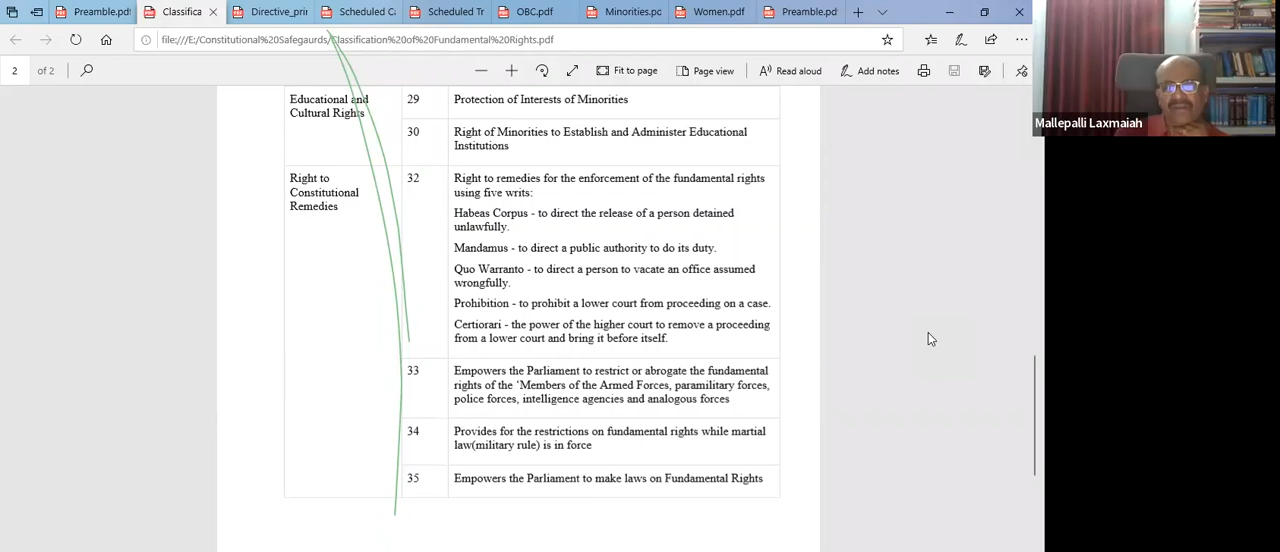 Preamble.pdf
Classifica
Directive_prin
Scheduled Ca
Scheduled Tr
OBC.pdf
Minorities.pd
Women.pdf
Preamble.pd
file:///E:/Constitutional%20Safegaurds/Classification%20of%20Fundamental%20Rights.pdf
2 of 2
Fit to page
Page view
Read aloud
Add notes
Mallepalli Laxmaiah
Educational and
Cultural Rights
29
Protection of Interests of Minorities
30
Right of Minorities to Establish and Administer Educational
Institutions
Right to
Constitutional
Remedies
32
Right to remedies for the enforcement of the fundamental rights
using five writs:
Habeas Corpus - to direct the release of a person detained
unlawfully.
Mandamus - to direct a public authority to do its duty.
Quo Warranto - to direct a person to vacate an office assumed
wrongfully.
Prohibition - to prohibit a lower court from proceeding on a case.
Certiorari - the power of the higher court to remove a proceeding
from a lower court and bring it before itself.
33
Empowers the Parliament to restrict or abrogate the fundamental
rights of the ‘Members of the Armed Forces, paramilitary forces,
police forces, intelligence agencies and analogous forces
34
Provides for the restrictions on fundamental rights while martial
law(military rule) is in force
35
Empowers the Parliament to make laws on Fundamental Rights